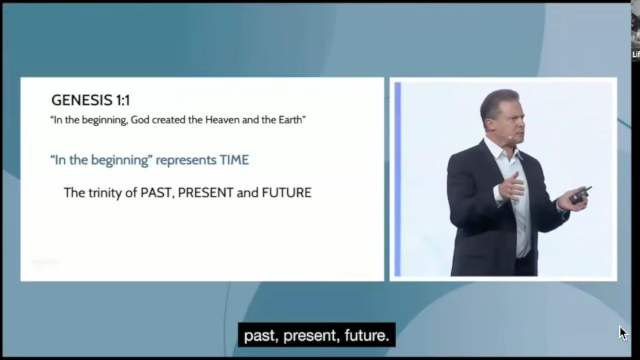 GENESIS 1:1
“In the beginning, God created the Heaven and the Earth”
“In the beginning” represents TIME
The trinity of PAST, PRESENT and FUTURE
past, present, future.